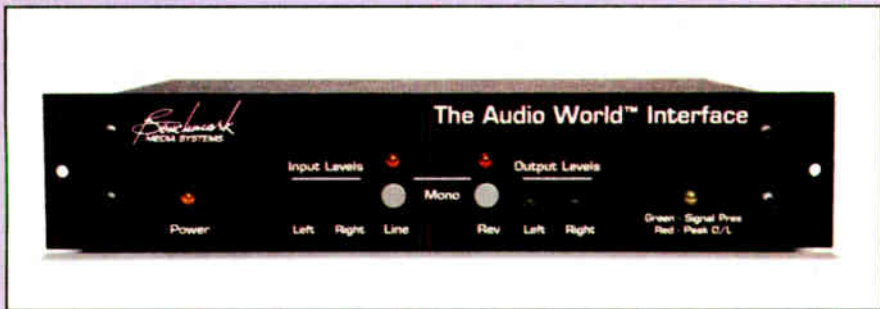 Benchmark
MEDIA SYSTEMS
The Audio World™ Interface
Input Levels
Output Levels
Mono
Power
Left Right Line
Rev Left Right
Green - Signal Pres
Red - Peak O/L